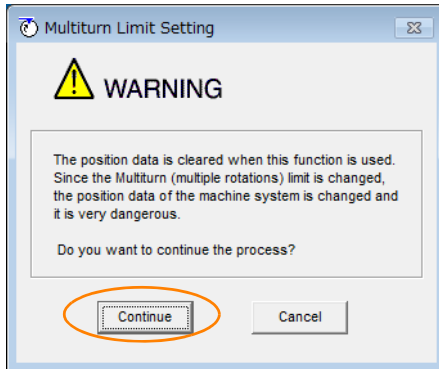 Multiturn Limit Setting
WARNING
The position data is cleared when this function is used.
Since the Multiturn (multiple rotations) limit is changed,
the position data of the machine system is changed and
it is very dangerous.
Do you want to continue the process?
Continue
Cancel